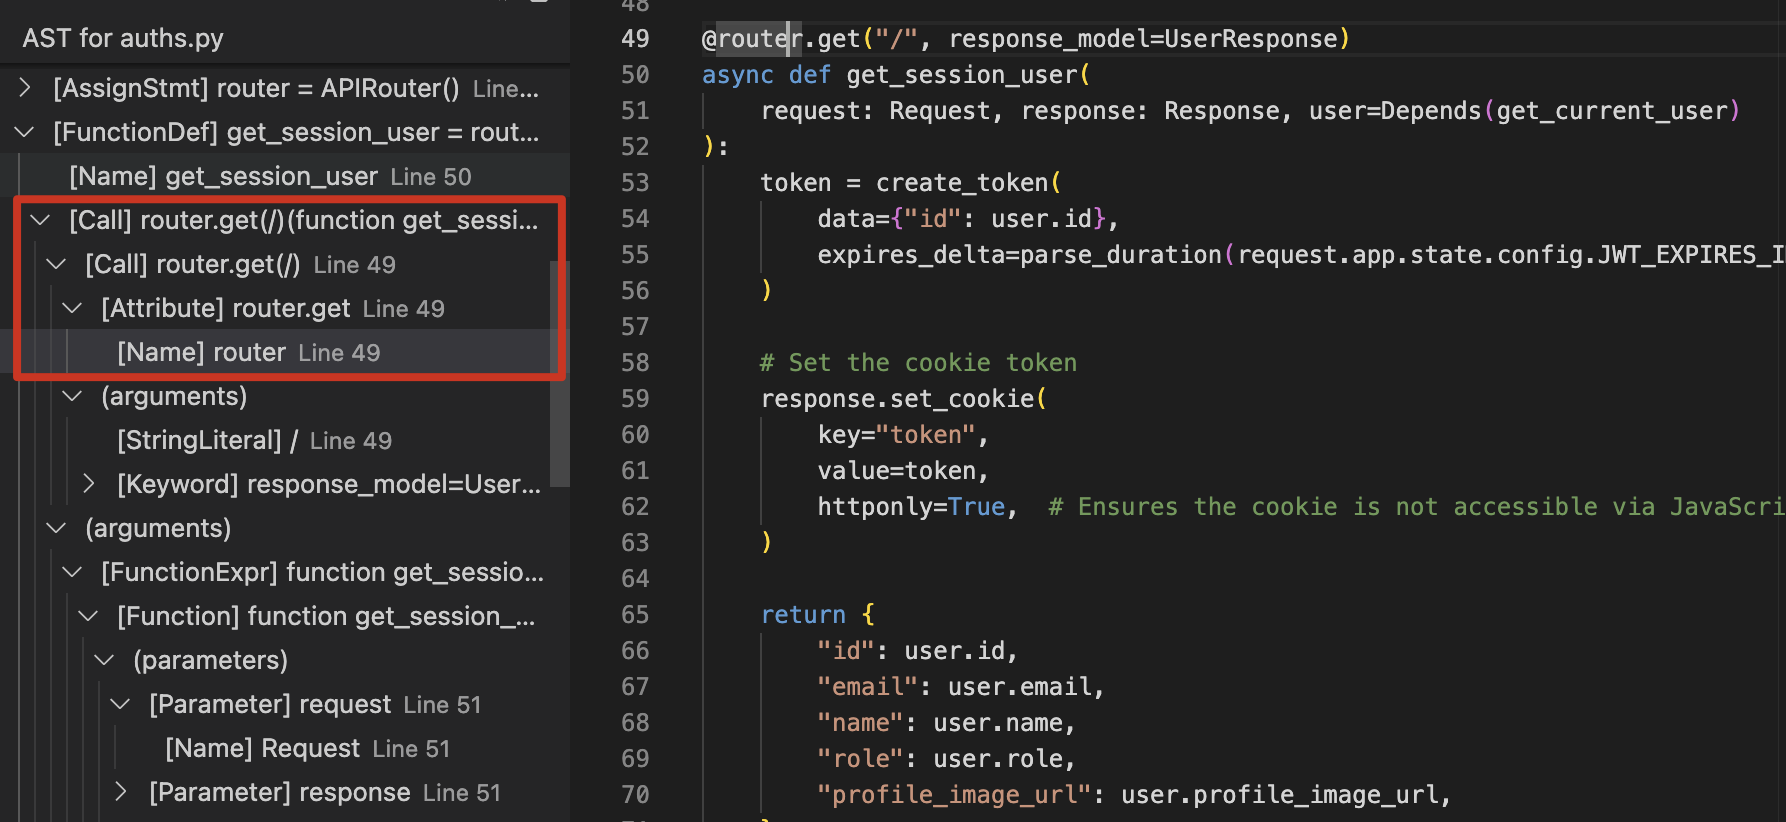 AST for auths.py
[AssignStmt] router = APIRouter() Line...
[FunctionDef] get_session_user = rout...
[Name] get_session_user Line 50
[Call] router.get(/)(function get_sessi...
[Call] router.get(/) Line 49
[Attribute] router.get Line 49
[Name] router Line 49
(arguments)
[StringLiteral] / Line 49
[Keyword] response_model=User...
(arguments)
[FunctionExpr] function get_sessio...
[Function] function get_session_...
(parameters)
[Parameter] request Line 51
[Name] Request Line 51
[Parameter] response Line 51
48
49 @router.get("/", response_model=UserResponse)
50 async def get_session_user(
51 request: Request, response: Response, user=Depends(get_current_user)
52 ):
53 token = create_token(
54 data={"id": user.id},
55 expires_delta=parse_duration(request.app.state.config.JWT_EXPIRES_I
56 )
57
58 # Set the cookie token
59 response.set_cookie(
60 key="token",
61 value=token,
62 httponly=True, # Ensures the cookie is not accessible via JavaScri
63 )
64
65 return {
66 "id": user.id,
67 "email": user.email,
68 "name": user.name,
69 "role": user.role,
70 "profile_image_url": user.profile_image_url,